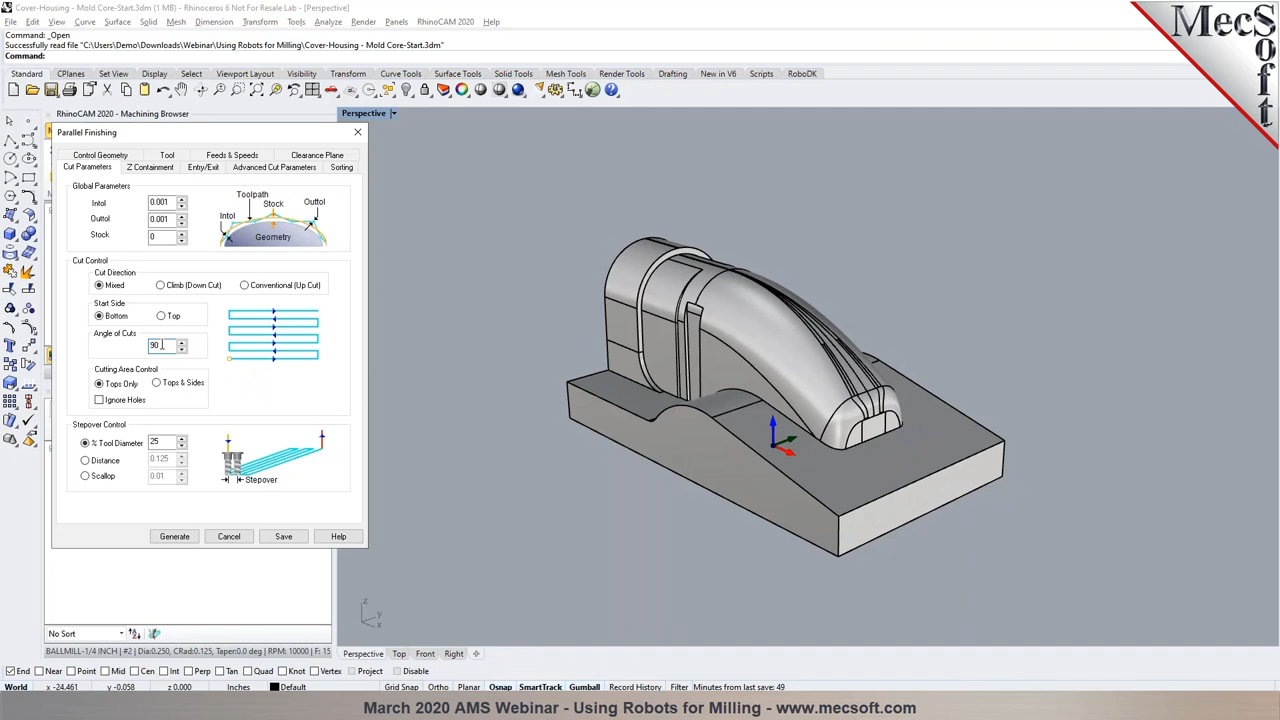 Cover-Housing - Mold Core-Start.3dm (1 MB) - Rhinoceros 6 Not For Resale Lab - [Perspective]
File Edit View Curve Surface Solid Mesh Dimension Transform Tools Analyze Render Panels RhinoCAM 2020 Help
Command: _Open
Successfully read file "C:\Users\Demo\Downloads\Webinar\Using Robots for Milling\Cover-Housing - Mold Core-Start.3dm"
Command:
Standard CPlanes Set View Display Select Viewport Layout Visibility Transform Curve Tools Surface Tools Solid Tools Mesh Tools Render Tools Drafting New in V6 Scripts RoboDK
RhinoCAM 2020 - Machining Browser
Perspective
Parallel Finishing
Control Geometry Tool Feeds & Speeds Clearance Plane
Cut Parameters Z Containment Entry/Exit Advanced Cut Parameters Sorting
Global Parameters
Intol 0.001
Outtol 0.001
Stock 0
Toolpath
Stock
Intol
Outtol
Geometry
Cut Control
Cut Direction
Mixed Climb (Down Cut) Conventional (Up Cut)
Start Side
Bottom Top
Angle of Cuts
90
Cutting Area Control
Tops Only Tops & Sides
Ignore Holes
Stepover Control
% Tool Diameter 25
Distance 0.125
Scallop 0.01
Stepover
Generate Cancel Save Help
z
y
x
No Sort
BALLMILL-1/4 INCH | #2 | Dia:0.250, CRad:0.125, Taper:0.0 deg | RPM: 10000 | F: 15
Perspective Top Front Right
End Near Point Mid Cen Int Perp Tan Quad Knot Vertex Project Disable
World x -24.461 y -0.058 z 0.000 Inches Default Grid Snap Ortho Planar Osnap SmartTrack Gumball Record History Filter Minutes from last save: 49
MecSoft
March 2020 AMS Webinar - Using Robots for Milling - www.mecsoft.com